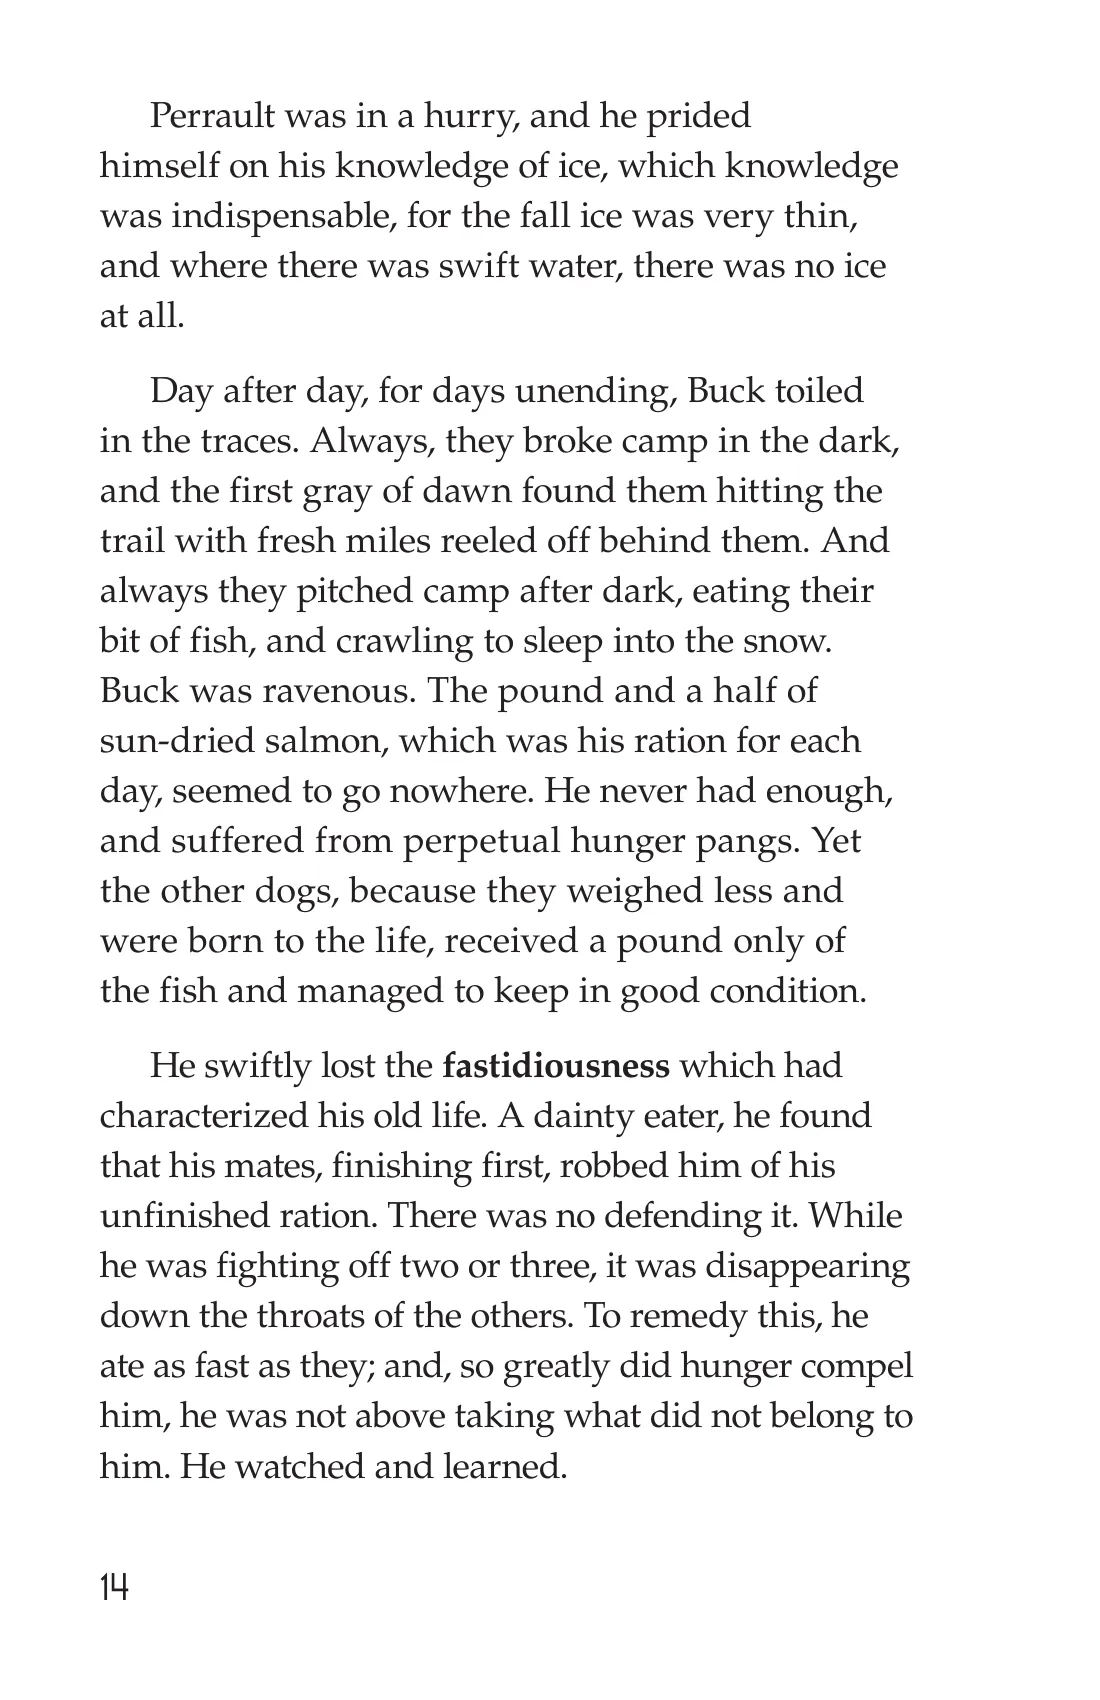 Perrault was in a hurry, and he prided
himself on his knowledge of ice, which knowledge
was indispensable, for the fall ice was very thin,
and where there was swift water, there was no ice
at all.
Day after day, for days unending, Buck toiled
in the traces. Always, they broke camp in the dark,
and the first gray of dawn found them hitting the
trail with fresh miles reeled off behind them. And
always they pitched camp after dark, eating their
bit of fish, and crawling to sleep into the snow.
Buck was ravenous. The pound and a half of
sun-dried salmon, which was his ration for each
day, seemed to go nowhere. He never had enough,
and suffered from perpetual hunger pangs. Yet
the other dogs, because they weighed less and
were born to the life, received a pound only of
the fish and managed to keep in good condition.
He swiftly lost the fastidiousness which had
characterized his old life. A dainty eater, he found
that his mates, finishing first, robbed him of his
unfinished ration. There was no defending it. While
he was fighting off two or three, it was disappearing
down the throats of the others. To remedy this, he
ate as fast as they; and, so greatly did hunger compel
him, he was not above taking what did not belong to
him. He watched and learned.
14